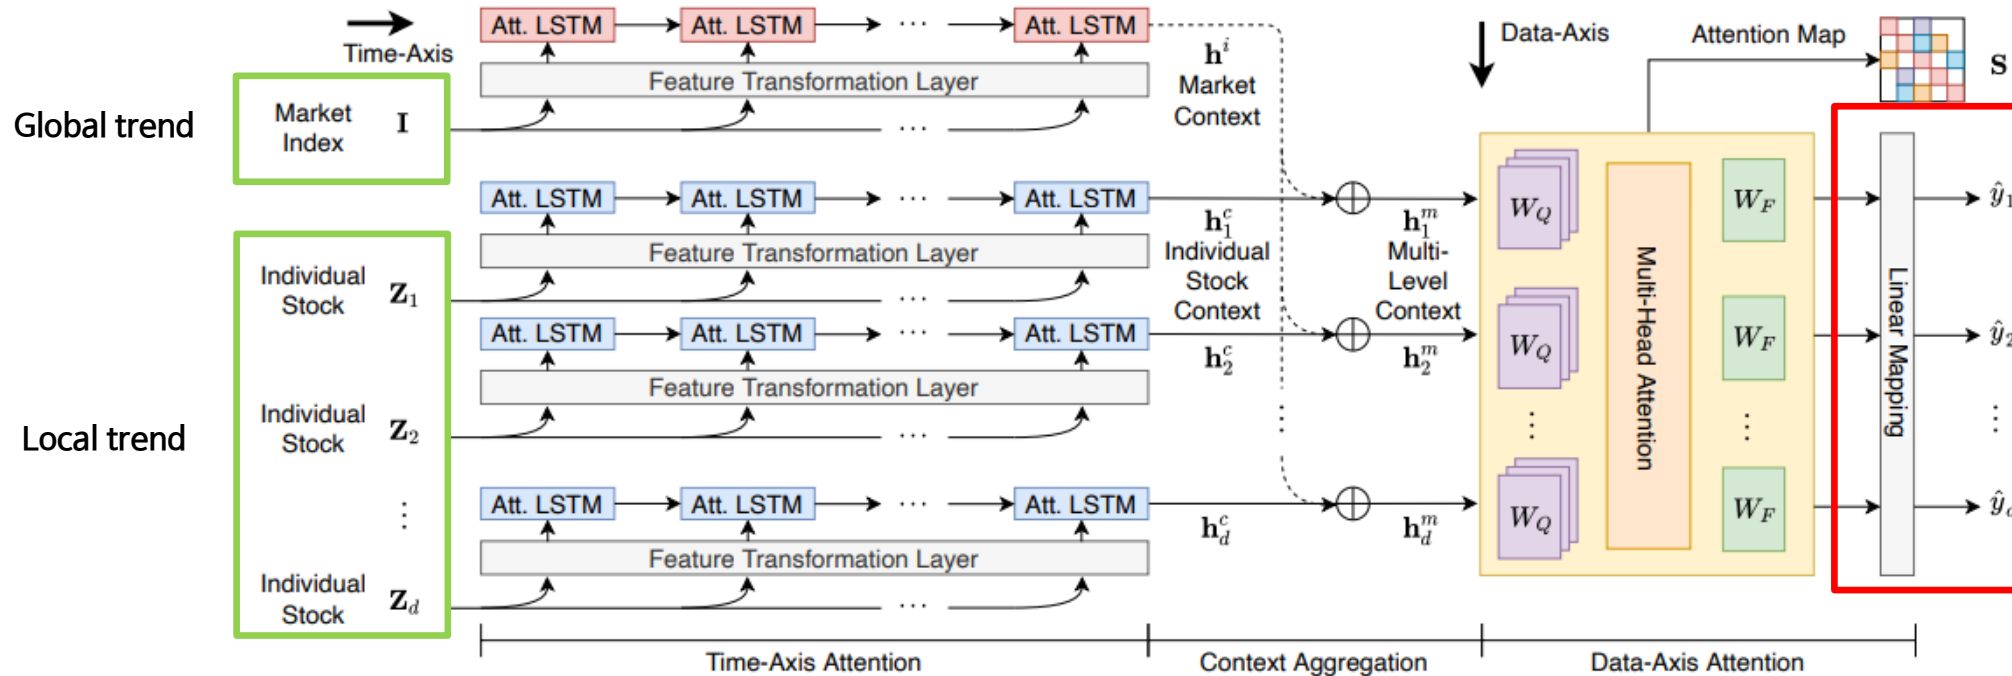 Time-Axis
Att. LSTM
Att. LSTM
...
Att. LSTM
Feature Transformation Layer
...
Global trend
Market
Index
I
h^i
Market
Context
Data-Axis
Attention Map
S
Att. LSTM
Att. LSTM
...
Att. LSTM
Feature Transformation Layer
...
Individual
Stock
Z_1
h_1^c
Individual
Stock
Context
h_1^m
Multi-
Level
Context
Att. LSTM
Att. LSTM
...
Att. LSTM
Feature Transformation Layer
...
Local trend
Individual
Stock
Z_2
h_2^c
h_2^m
⋮
⋮
Att. LSTM
Att. LSTM
...
Att. LSTM
Feature Transformation Layer
...
Individual
Stock
Z_d
h_d^c
h_d^m
W_Q
W_Q
⋮
W_Q
Multi-Head Attention
W_F
W_F
⋮
W_F
Linear Mapping
ŷ_1
ŷ_2
⋮
ŷ_d
Time-Axis Attention
Context Aggregation
Data-Axis Attention